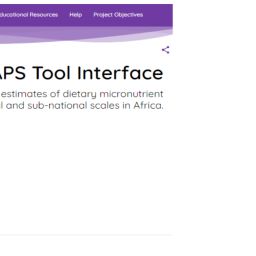 ducational Resources Help Project Objectives
APS Tool Interface
estimates of dietary micronutrient
l and sub-national scales in Africa.